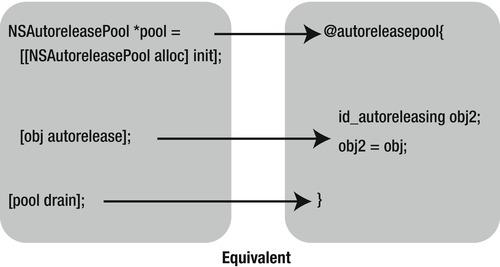 NSAutoreleasePool *pool =
[[NSAutoreleasePool alloc] init];
@autoreleasepool{
[obj autorelease];
id_autoreleasing obj2;
obj2 = obj;
[pool drain];
}
Equivalent